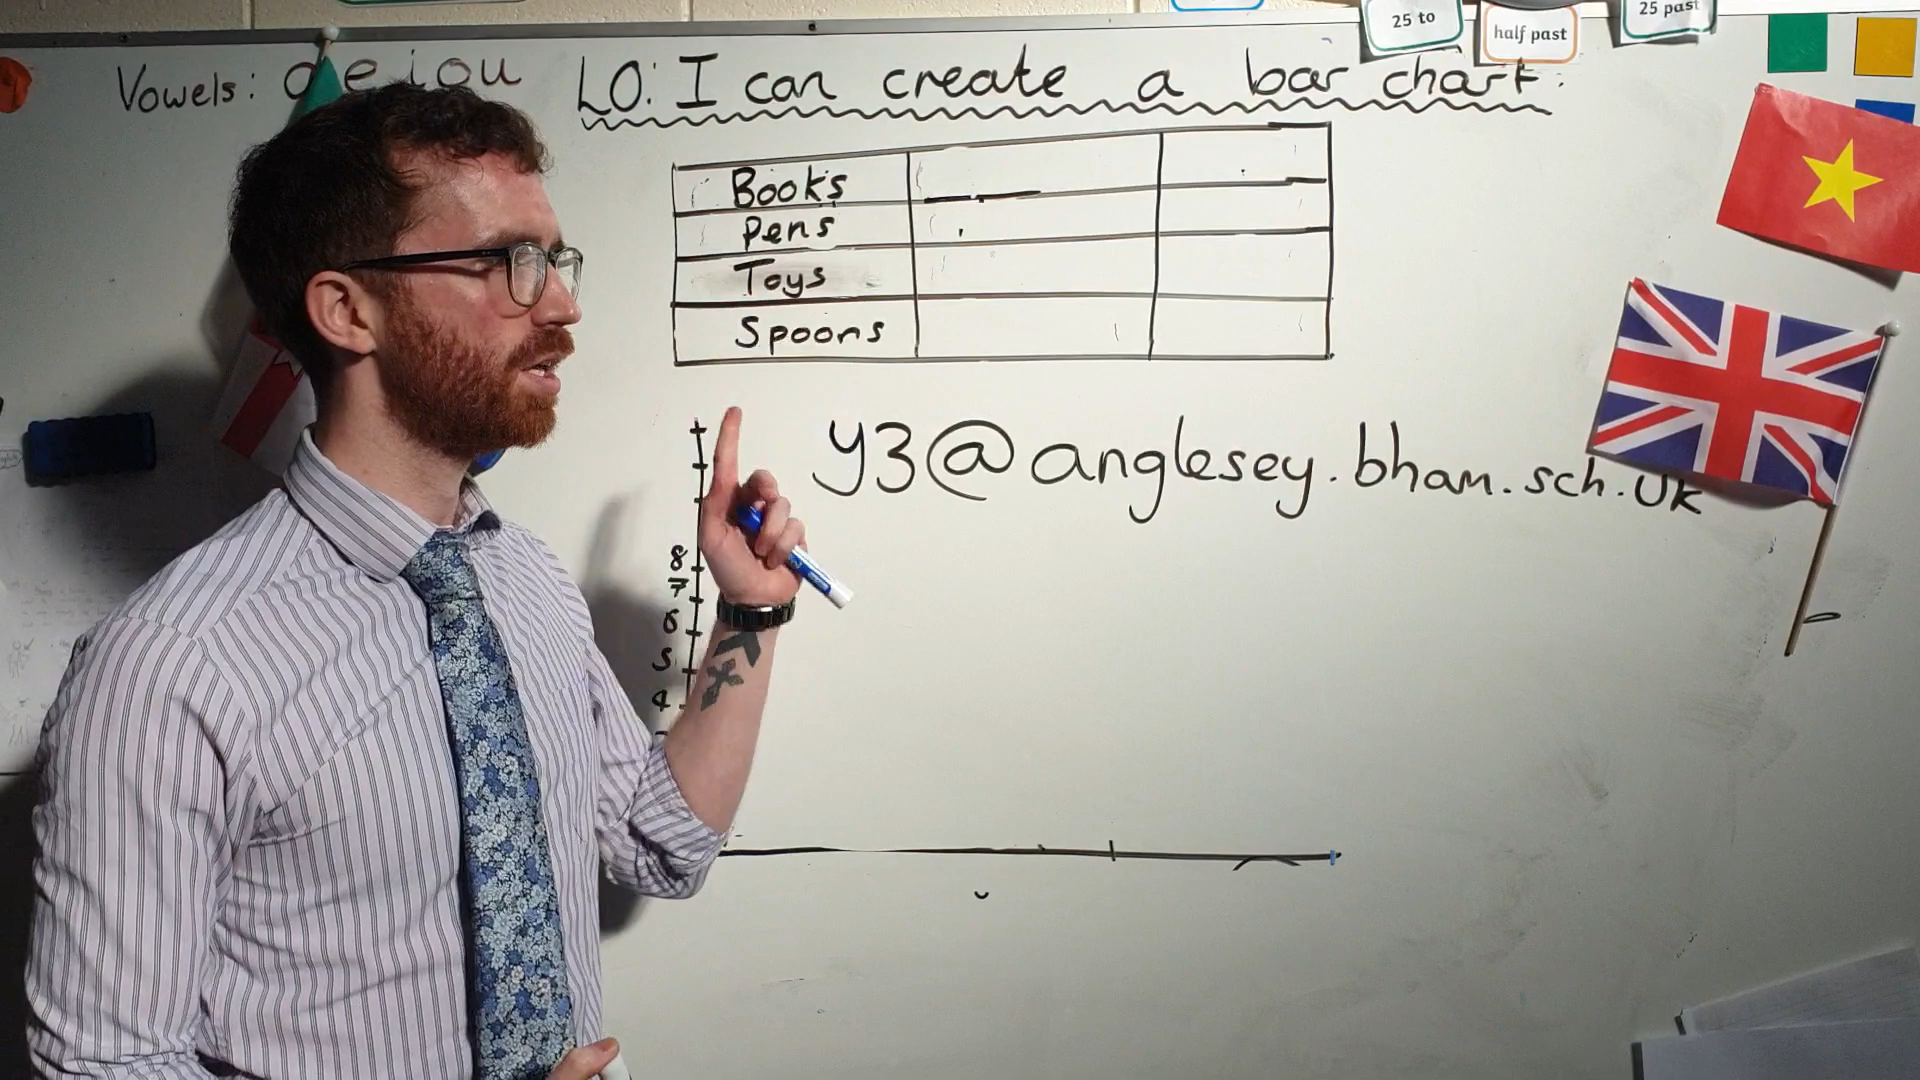 25 to
half past
25 past
Vowels: a e i o u
LO: I can create a bar chart.
Books
Pens
Toys
Spoons
y3@anglesey.bham.sch.uk
8
7
6
5
4